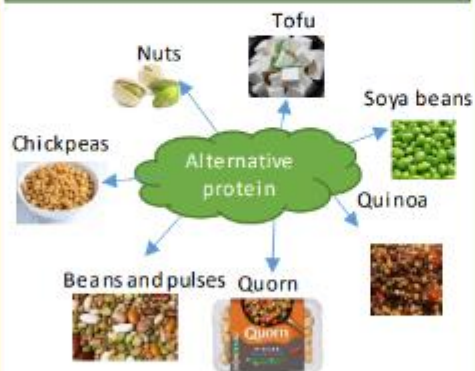 Tofu
Nuts
Soya beans
Chickpeas
Alternative
protein
Quinoa
Beans and pulses
Quorn
Quorn